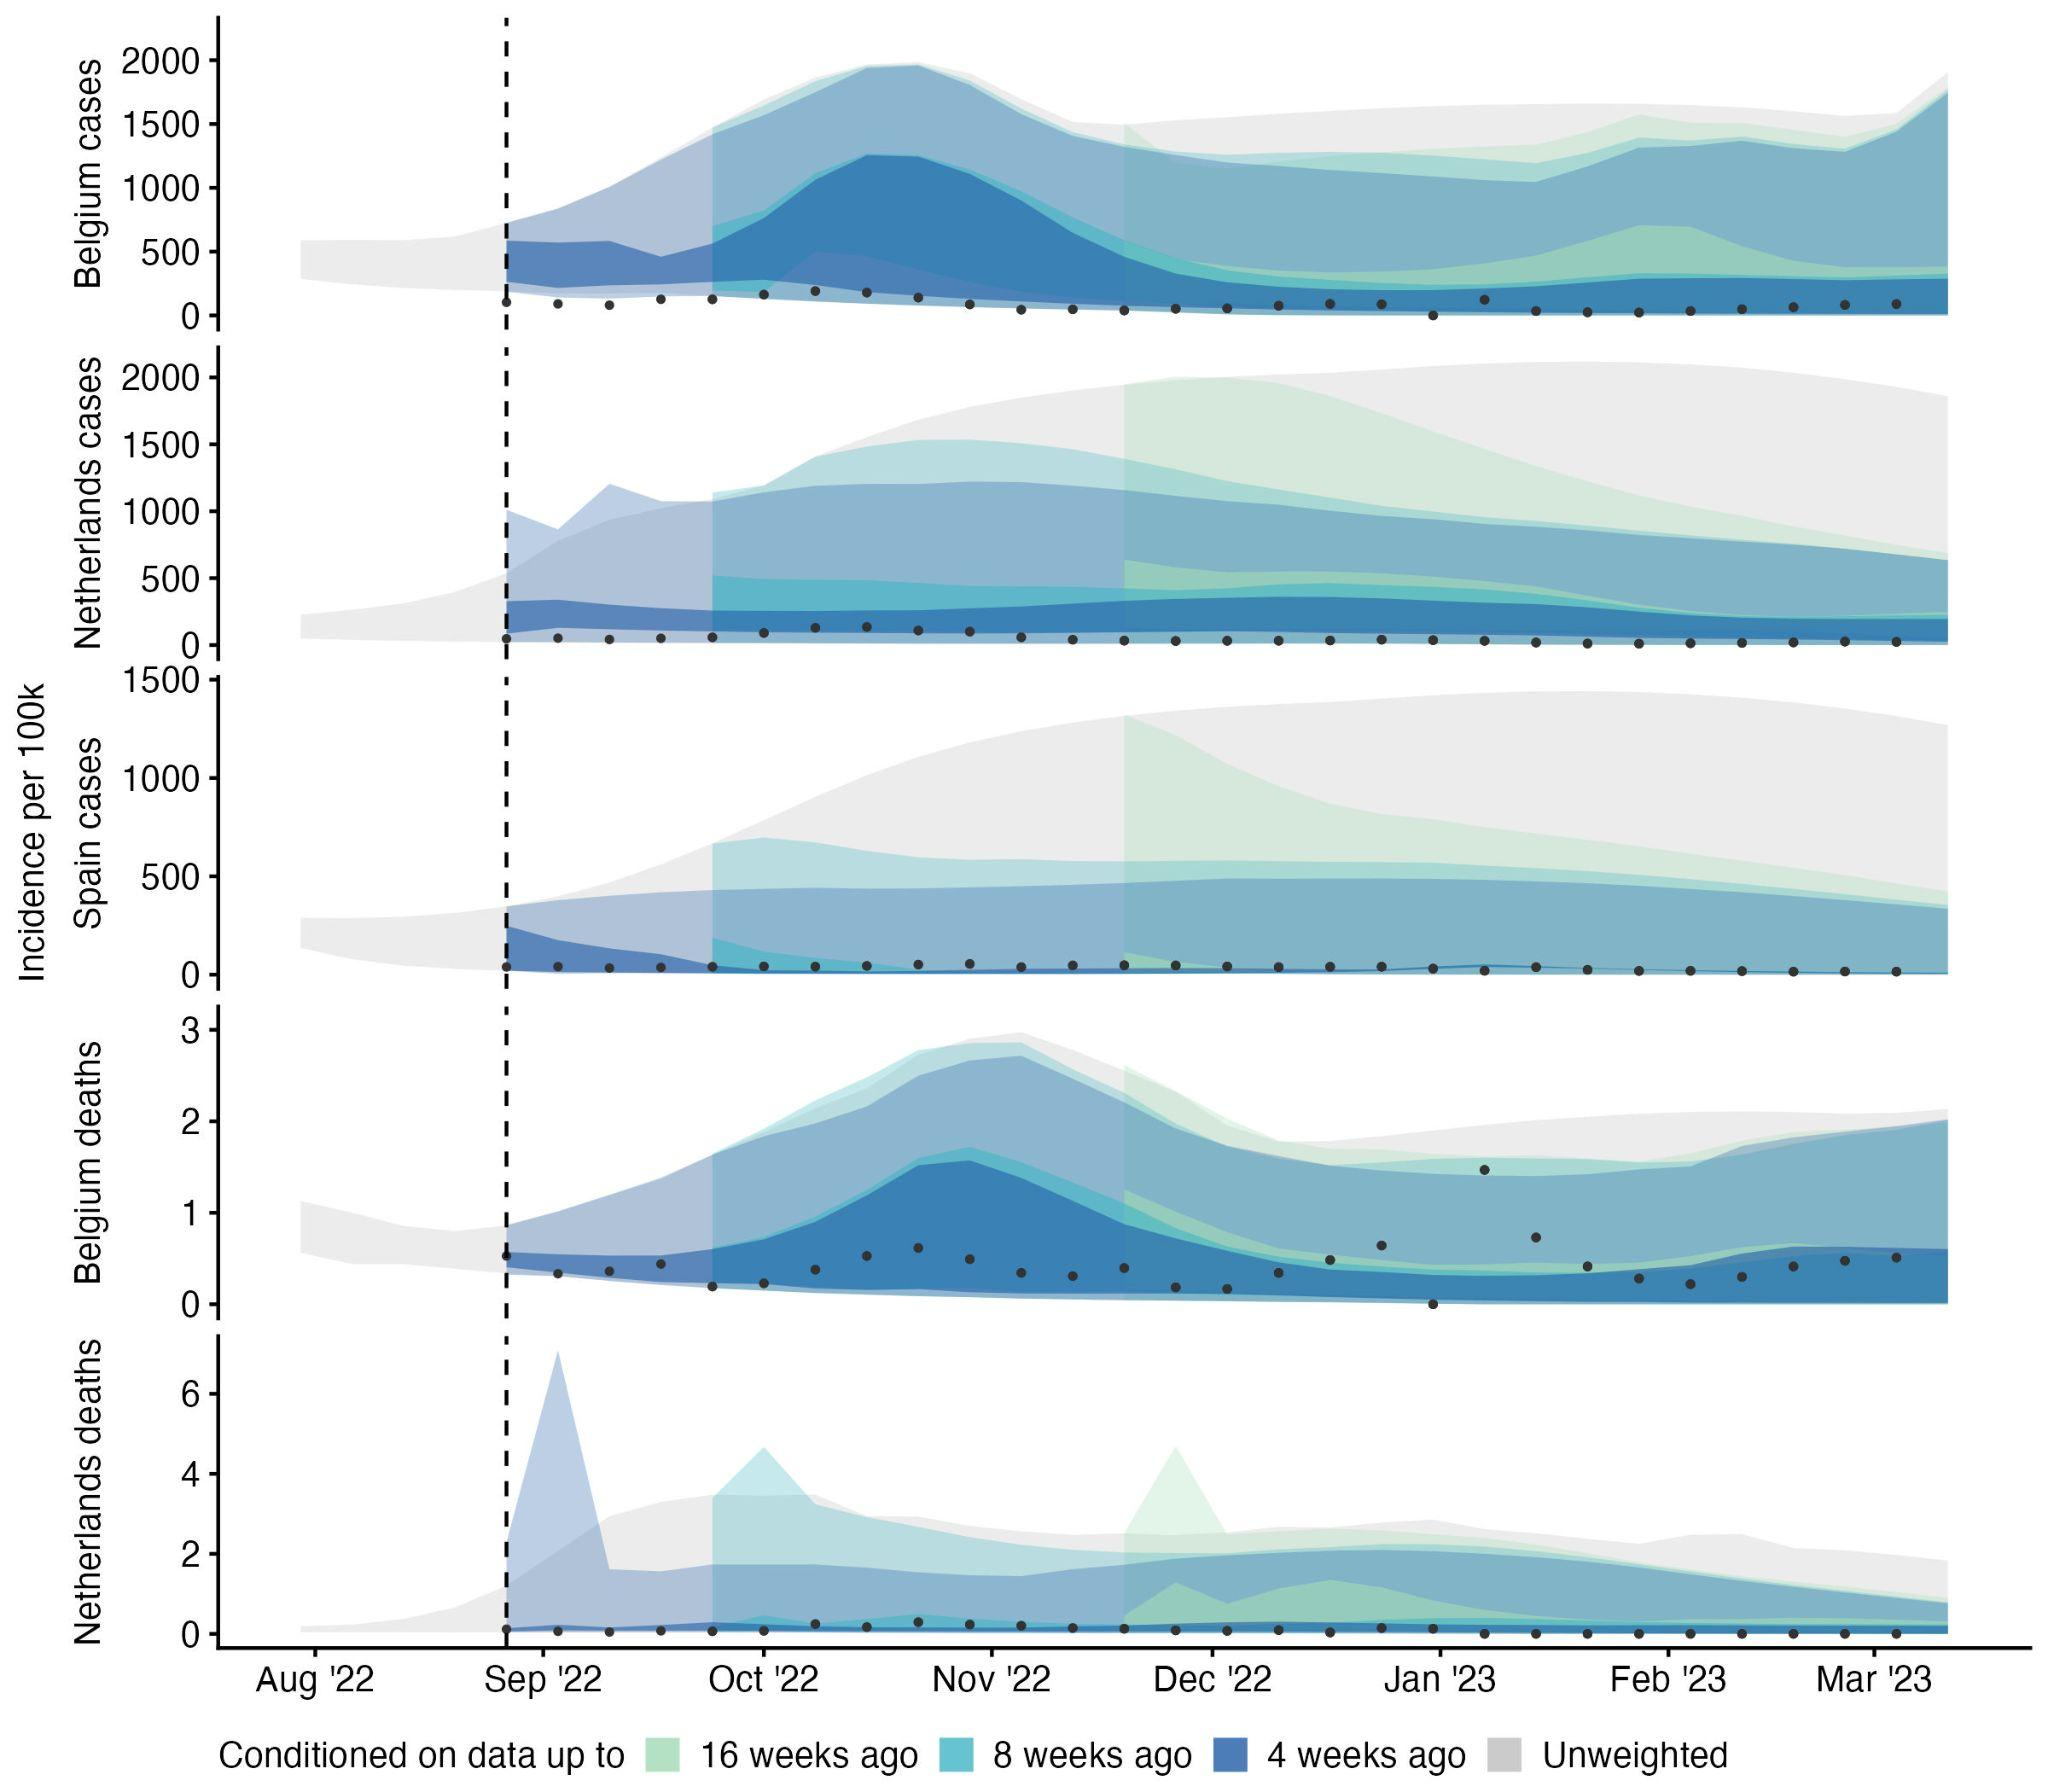 Incidence per 100k
Belgium cases
2000
1500
1000
500
0
Netherlands cases
2000
1500
1000
500
0
Spain cases
1500
1000
500
0
Belgium deaths
3
2
1
0
Netherlands deaths
6
4
2
0
Aug '22 Sep '22 Oct '22 Nov '22 Dec '22 Jan '23 Feb '23 Mar '23
Conditioned on data up to 16 weeks ago 8 weeks ago 4 weeks ago Unweighted